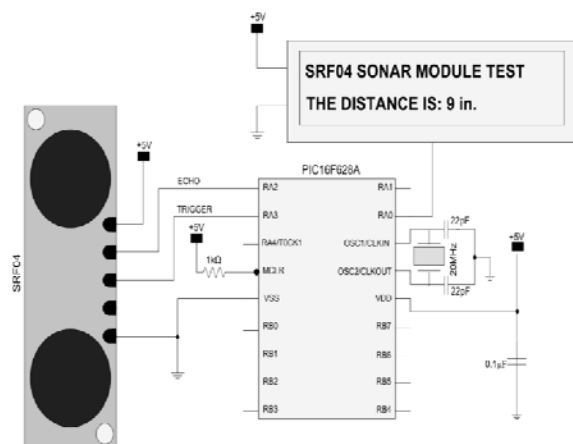 +5V
SRF04 SONAR MODULE TEST
THE DISTANCE IS: 9 in.
+5V
SRF04
ECHO
TRIGGER
+5V
1kΩ
PIC16F628A
RA2
RA3
RA4/TOCK1
MCLR
VSS
RB0
RB1
RB2
RB3
RA1
RA0
OSC1/CLKIN
OSC2/CLKOUT
VDD
RB7
RB6
RB5
RB4
22pF
20MHz
22pF
+5V
0.1µF